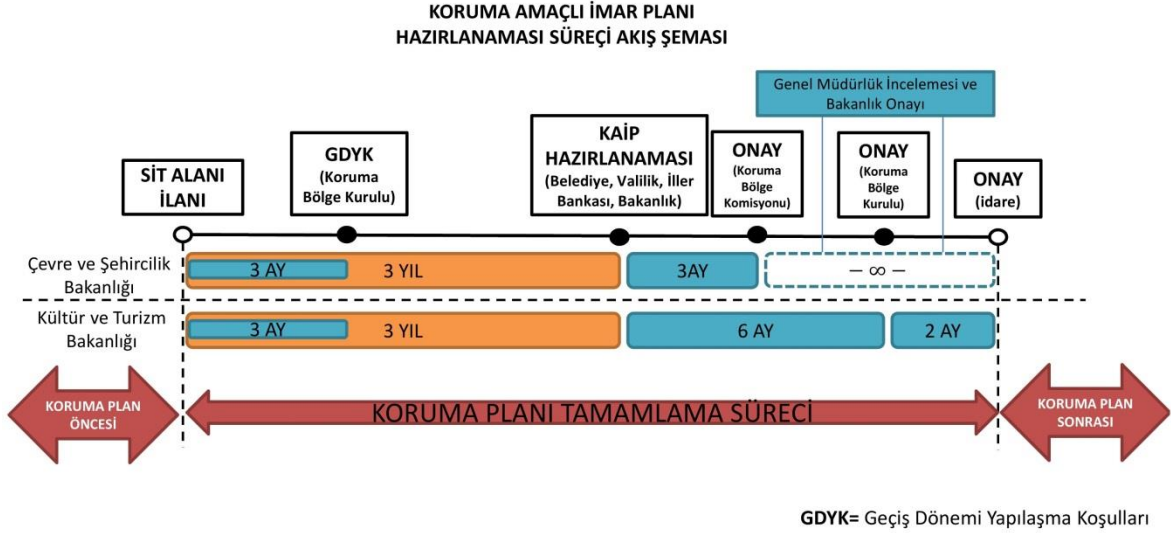 KORUMA AMAÇLI İMAR PLANI
HAZIRLANAMASI SÜREÇİ AKIŞ ŞEMASI
Genel Müdürlük İncelemesi ve
Bakanlık Onayı
SİT ALANI
İLANI
GDYK
(Koruma
Bölge Kurulu)
KAİP
HAZIRLANAMASI
(Belediye, Valilik, İller
Bankası, Bakanlık)
ONAY
(Koruma
Bölge
Komisyonu)
ONAY
(Koruma
Bölge
Kurulu)
ONAY
(idare)
Çevre ve Şehircilik
Bakanlığı
3 AY
3 YIL
3AY
– ∞ –
Kültür ve Turizm
Bakanlığı
3 AY
3 YIL
6 AY
2 AY
KORUMA PLAN
ÖNCESİ
KORUMA PLANI TAMAMLAMA SÜRECİ
KORUMA PLAN
SONRASI
GDYK= Geçiş Dönemi Yapılaşma Koşulları